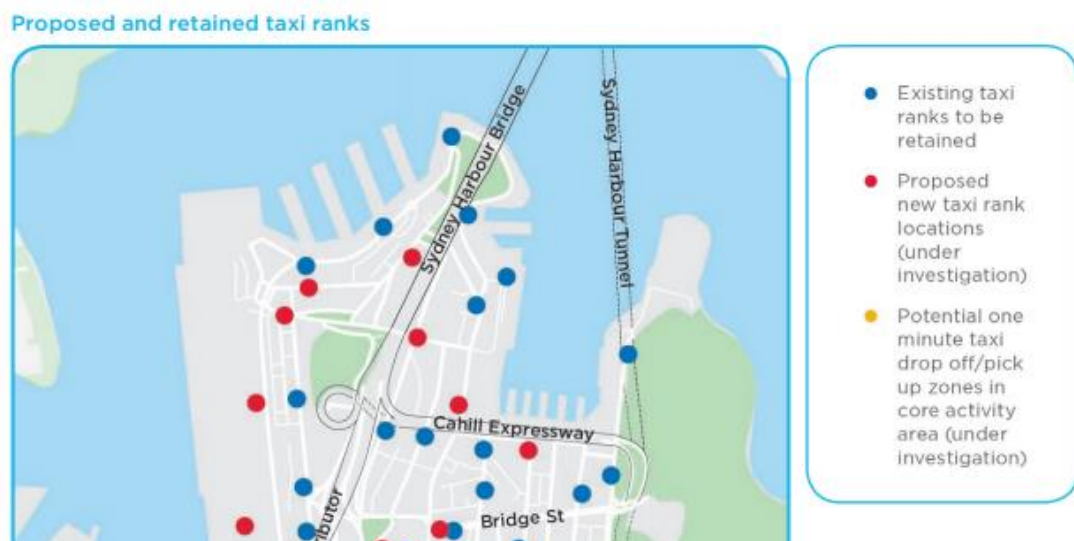 Proposed and retained taxi ranks
Sydney Harbour Bridge
Sydney Harbour Tunnel
Cahill Expressway
Bridge St
ributor
Existing taxi
ranks to be
retained
Proposed
new taxi rank
locations
(under
investigation)
Potential one
minute taxi
drop off/pick
up zones in
core activity
area (under
investigation)